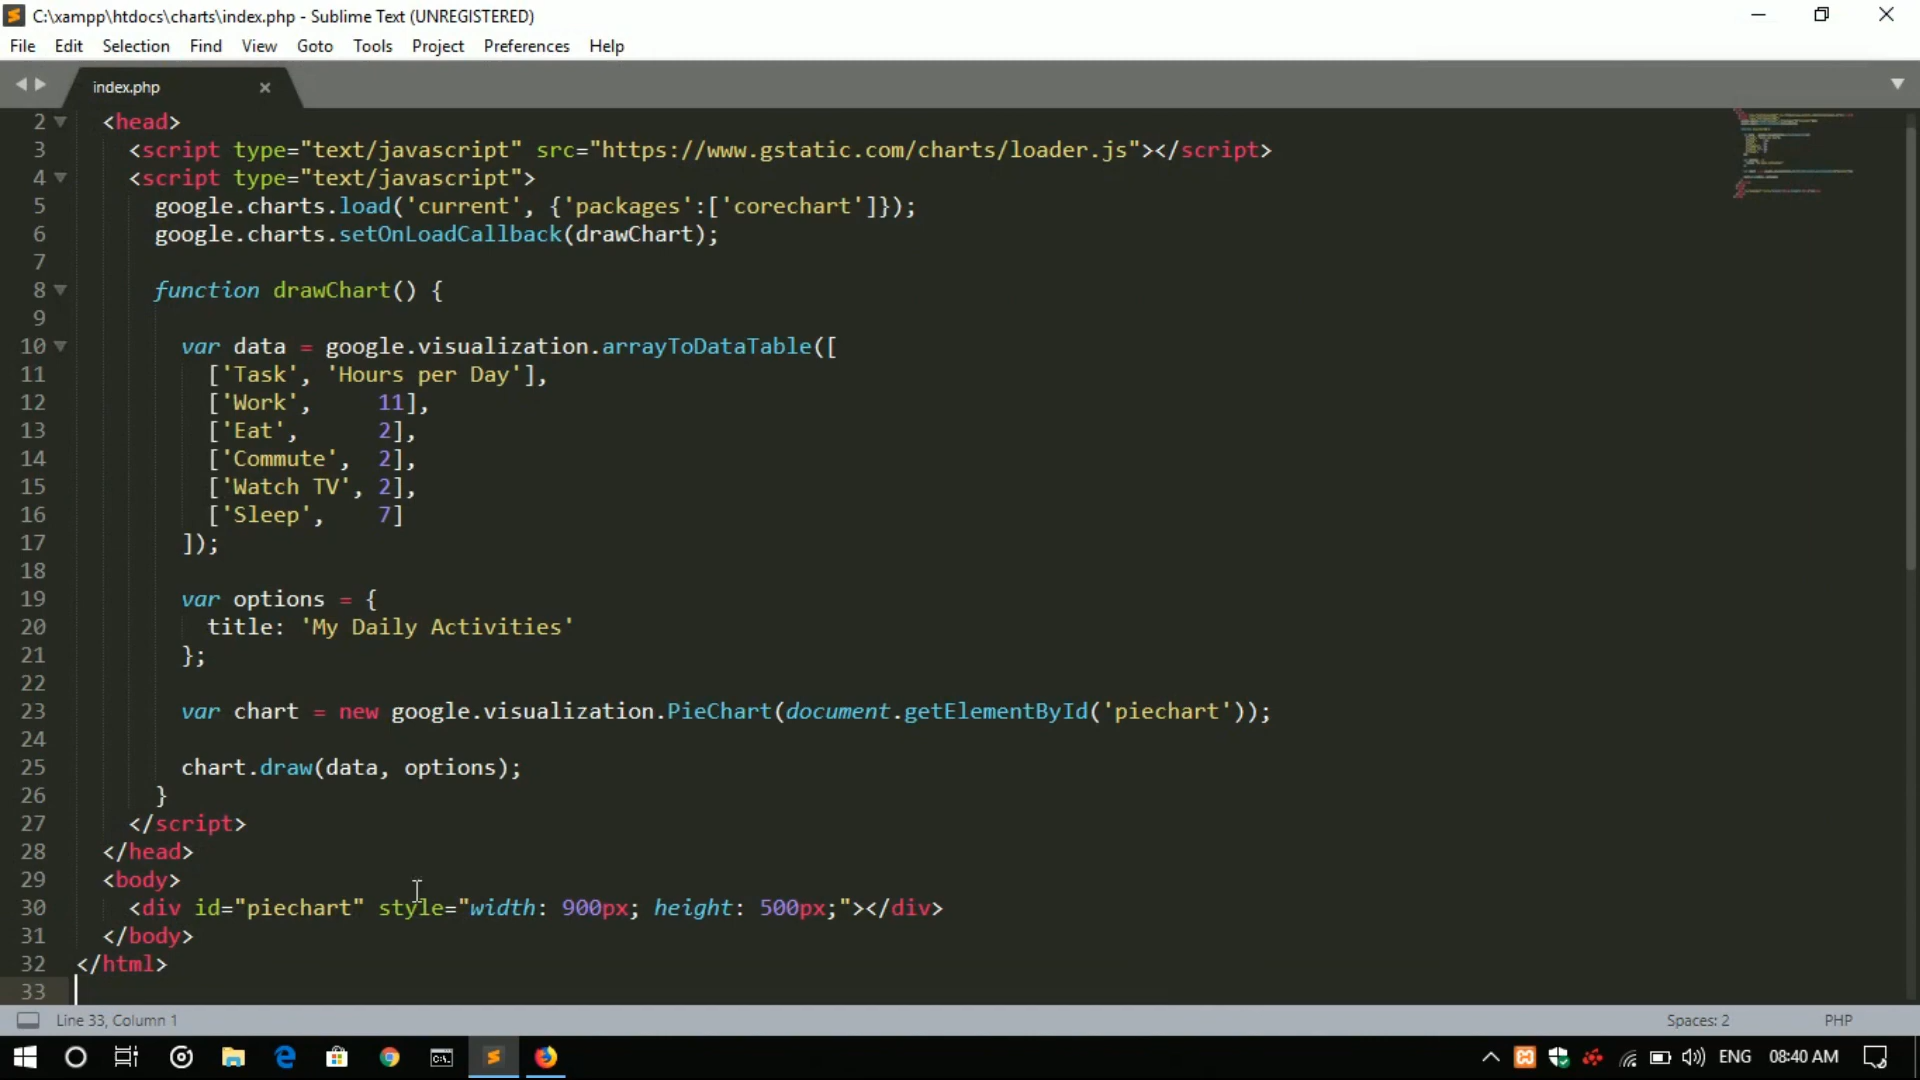 C:\xampp\htdocs\charts\index.php - Sublime Text (UNREGISTERED)
File Edit Selection Find View Goto Tools Project Preferences Help
index.php
2 <head>
3 <script type="text/javascript" src="https://www.gstatic.com/charts/loader.js"></script>
4 <script type="text/javascript">
5 google.charts.load('current', {'packages':['corechart']});
6 google.charts.setOnLoadCallback(drawChart);
7
8 function drawChart() {
9
10 var data = google.visualization.arrayToDataTable([
11 ['Task', 'Hours per Day'],
12 ['Work',     11],
13 ['Eat',      2],
14 ['Commute',  2],
15 ['Watch TV', 2],
16 ['Sleep',    7]
17 ]);
18
19 var options = {
20 title: 'My Daily Activities'
21 };
22
23 var chart = new google.visualization.PieChart(document.getElementById('piechart'));
24
25 chart.draw(data, options);
26 }
27 </script>
28 </head>
29 <body>
30 <div id="piechart" style="width: 900px; height: 500px;"></div>
31 </body>
32 </html>
33
Line 33, Column 1 Spaces: 2 PHP
ENG 08:40 AM